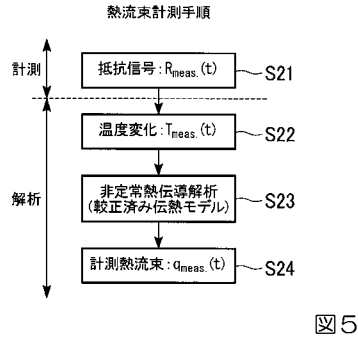 熱流束計測手順
計測
抵抗信号：Rmeas.(t)
S21
温度変化：Tmeas.(t)
S22
解析
非定常熱伝導解析
(較正済み伝熱モデル)
S23
計測熱流束：qmeas.(t)
S24
図5